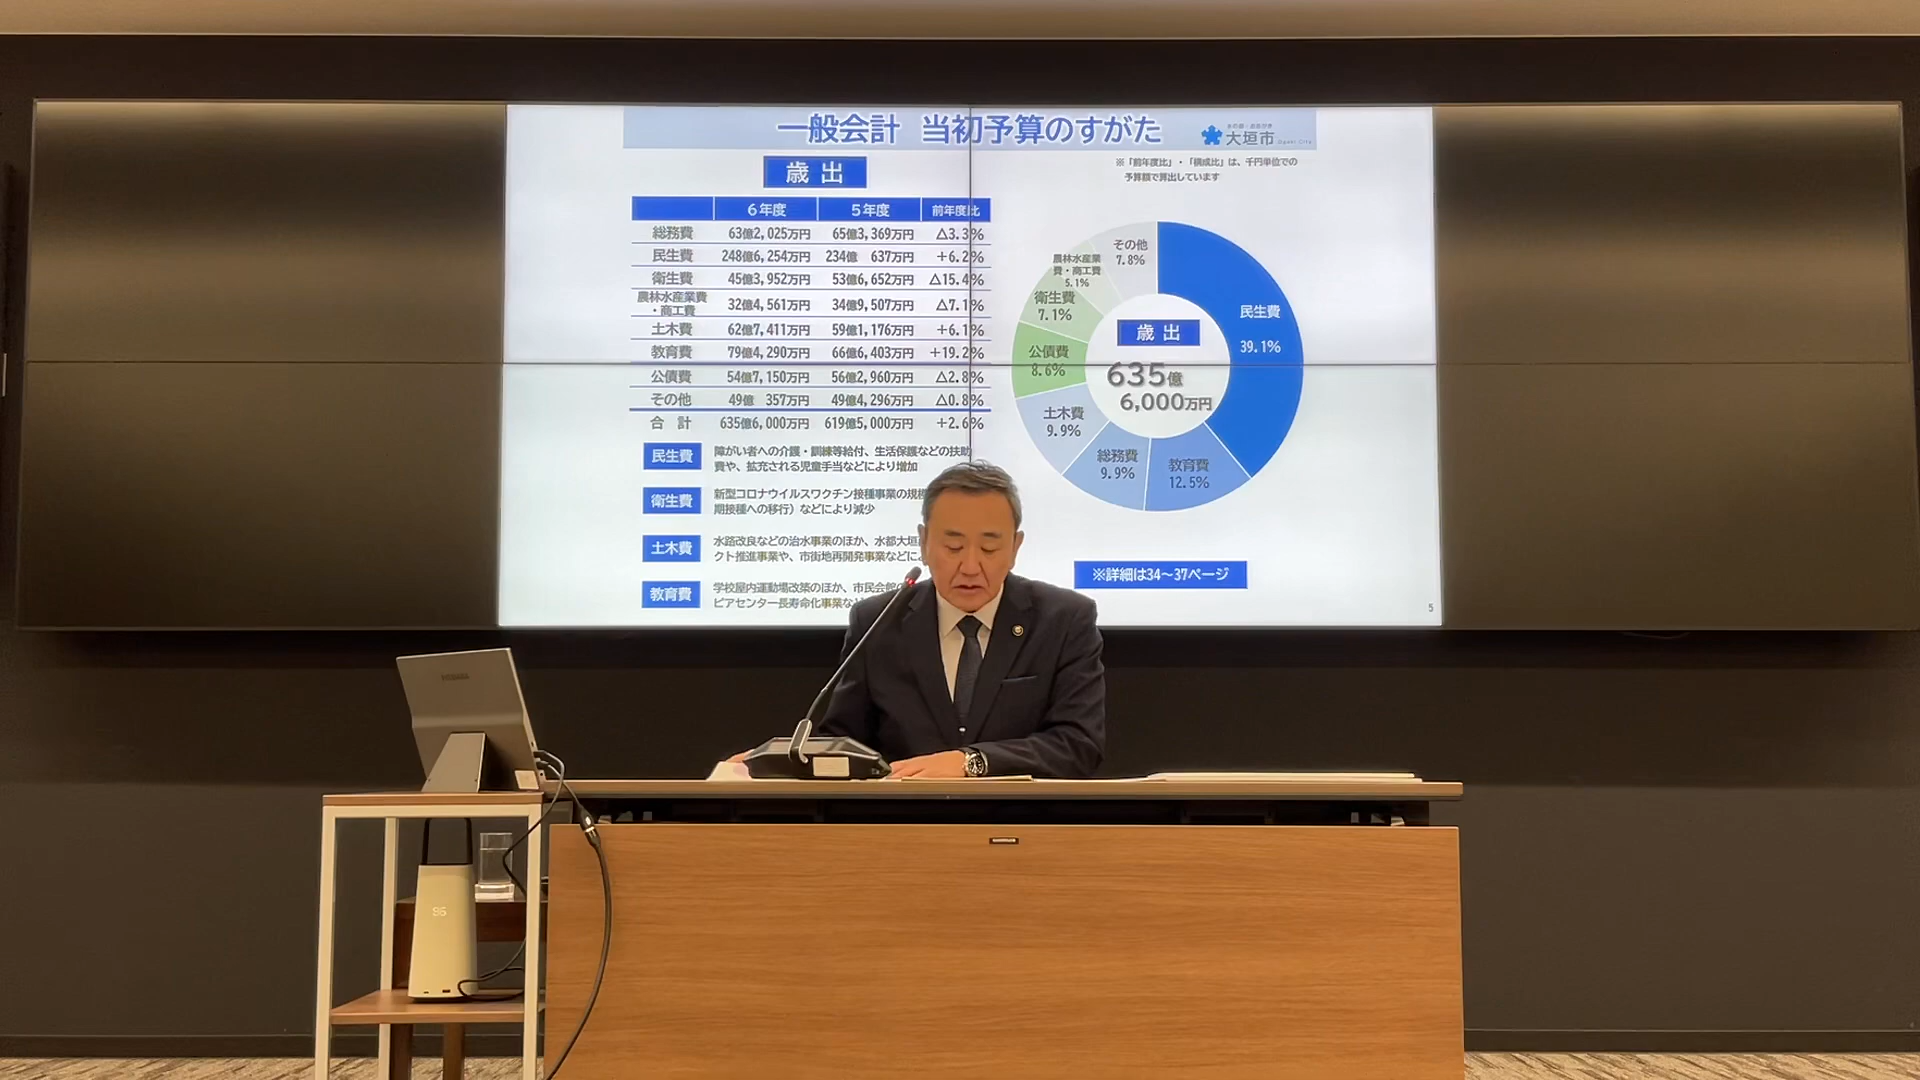 一般会計 当初予算のすがた
大垣市
Ogaki City
歳出
※「前年度比」・「構成比」は、千円単位での
予算額で算出しています
6年度 5年度 前年度比
総務費 63億2,025万円 65億3,369万円 △3.3%
民生費 248億6,254万円 234億 637万円 +6.2%
衛生費 45億3,952万円 53億6,652万円 △15.4%
農林水産業費
・商工費 32億4,561万円 34億9,507万円 △7.1%
土木費 62億7,411万円 59億1,176万円 +6.1%
教育費 79億4,290万円 66億6,403万円 +19.2%
公債費 54億7,150万円 56億2,960万円 △2.8%
その他 49億 357万円 49億4,296万円 △0.8%
合 計 635億6,000万円 619億5,000万円 +2.6%
民生費 障がい者への介護・訓練等給付、生活保護などの扶助
費や、拡充される児童手当などにより増加
衛生費 新型コロナウイルスワクチン接種事業の規模
期接種への移行）などにより減少
土木費 水路改良などの治水事業のほか、水都大垣
クト推進事業や、市街地再開発事業などに
教育費 学校屋内運動場改築のほか、市民会館
ピアセンター長寿命化事業など
その他
7.8%
農林水産業
費・商工費
5.1%
衛生費
7.1%
公債費
8.6%
土木費
9.9%
総務費
9.9%
教育費
12.5%
民生費
39.1%
歳出
635億
6,000万円
※詳細は34～37ページ
5